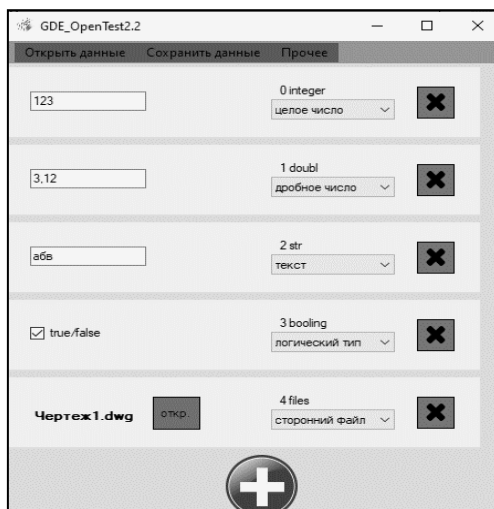 GDE_OpenTest2.2
Открыть данные Сохранить данные Прочее
0 integer
123 целое число
1 doubl
3,12 дробное число
2 str
абв текст
3 booling
true/false логический тип
4 files
Чертеж1.dwg откр. сторонний файл